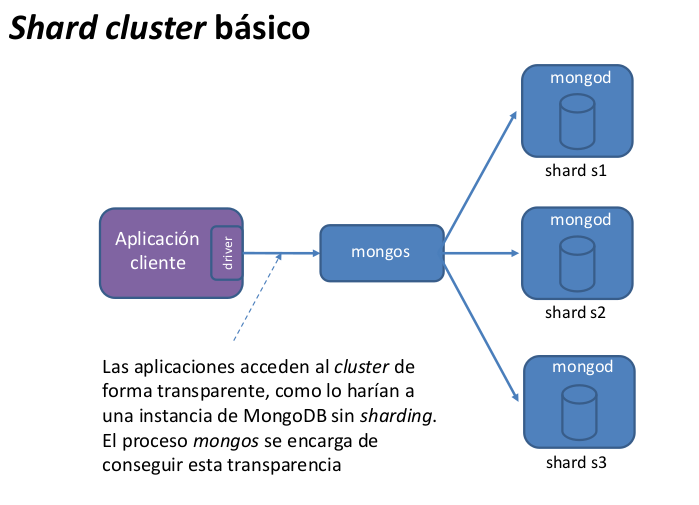 Shard cluster básico
mongod
shard s1
Aplicación
cliente
driver
mongos
mongod
shard s2
Las aplicaciones acceden al cluster de
forma transparente, como lo harían a
una instancia de MongoDB sin sharding.
El proceso mongos se encarga de
conseguir esta transparencia
mongod
shard s3